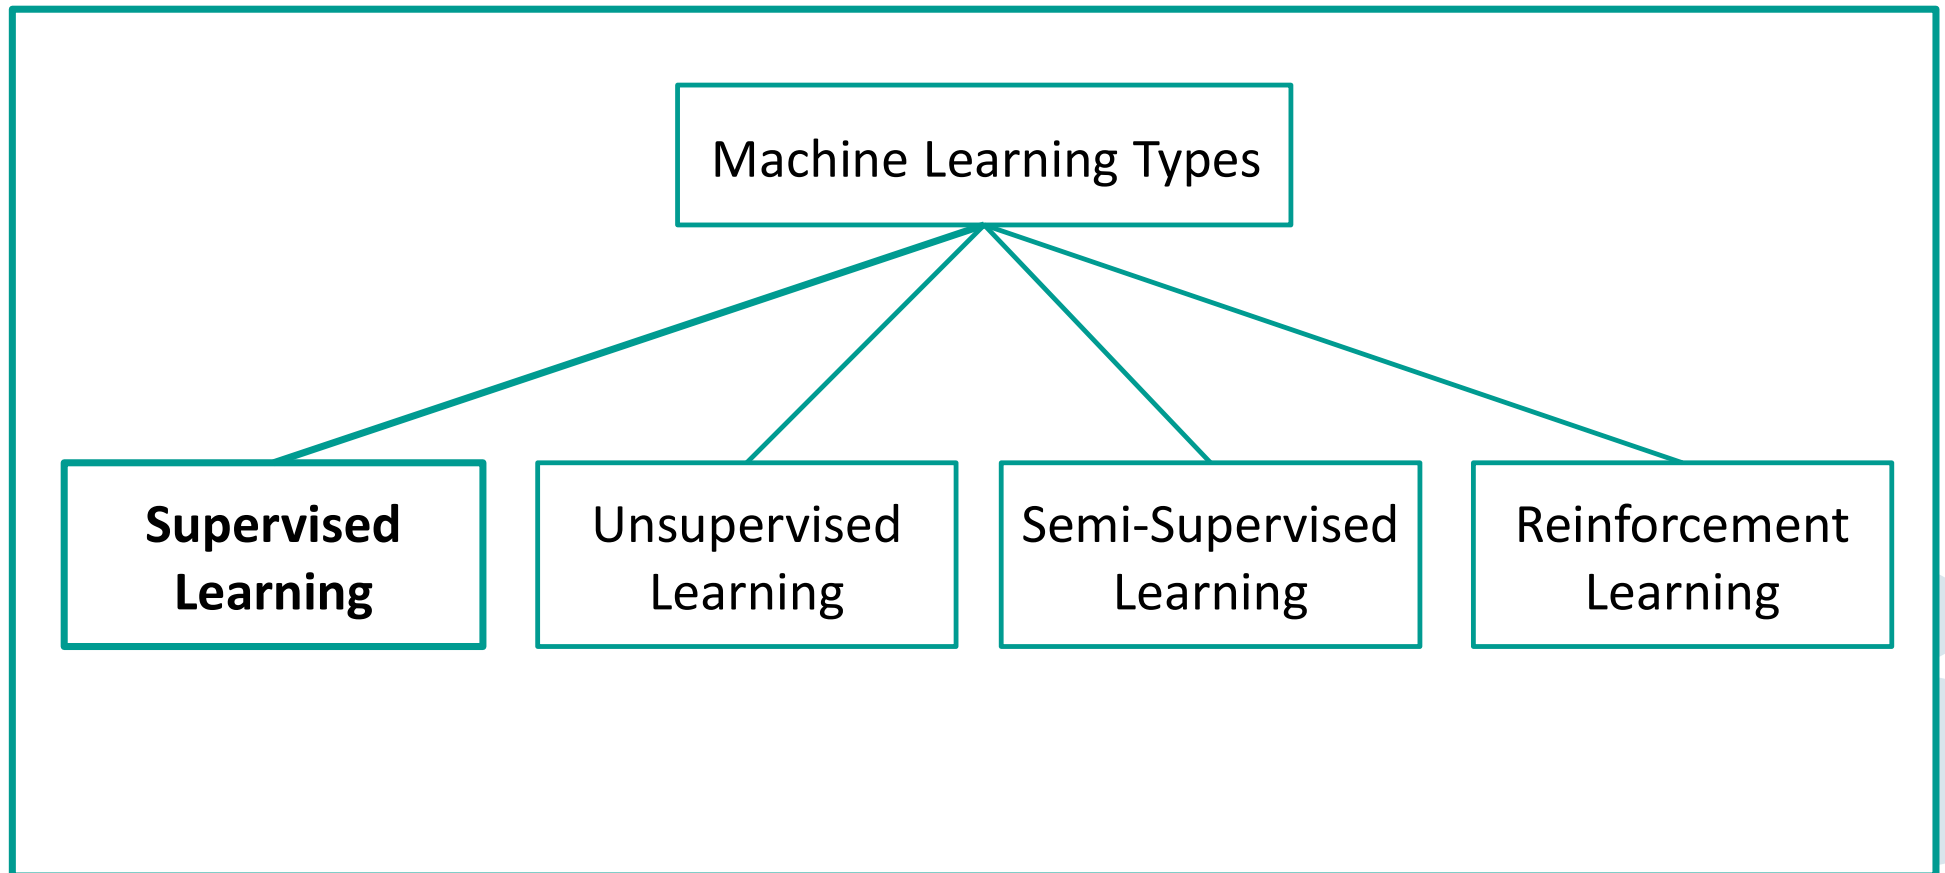 Machine Learning Types
Supervised
Learning
Unsupervised
Learning
Semi-Supervised
Learning
Reinforcement
Learning